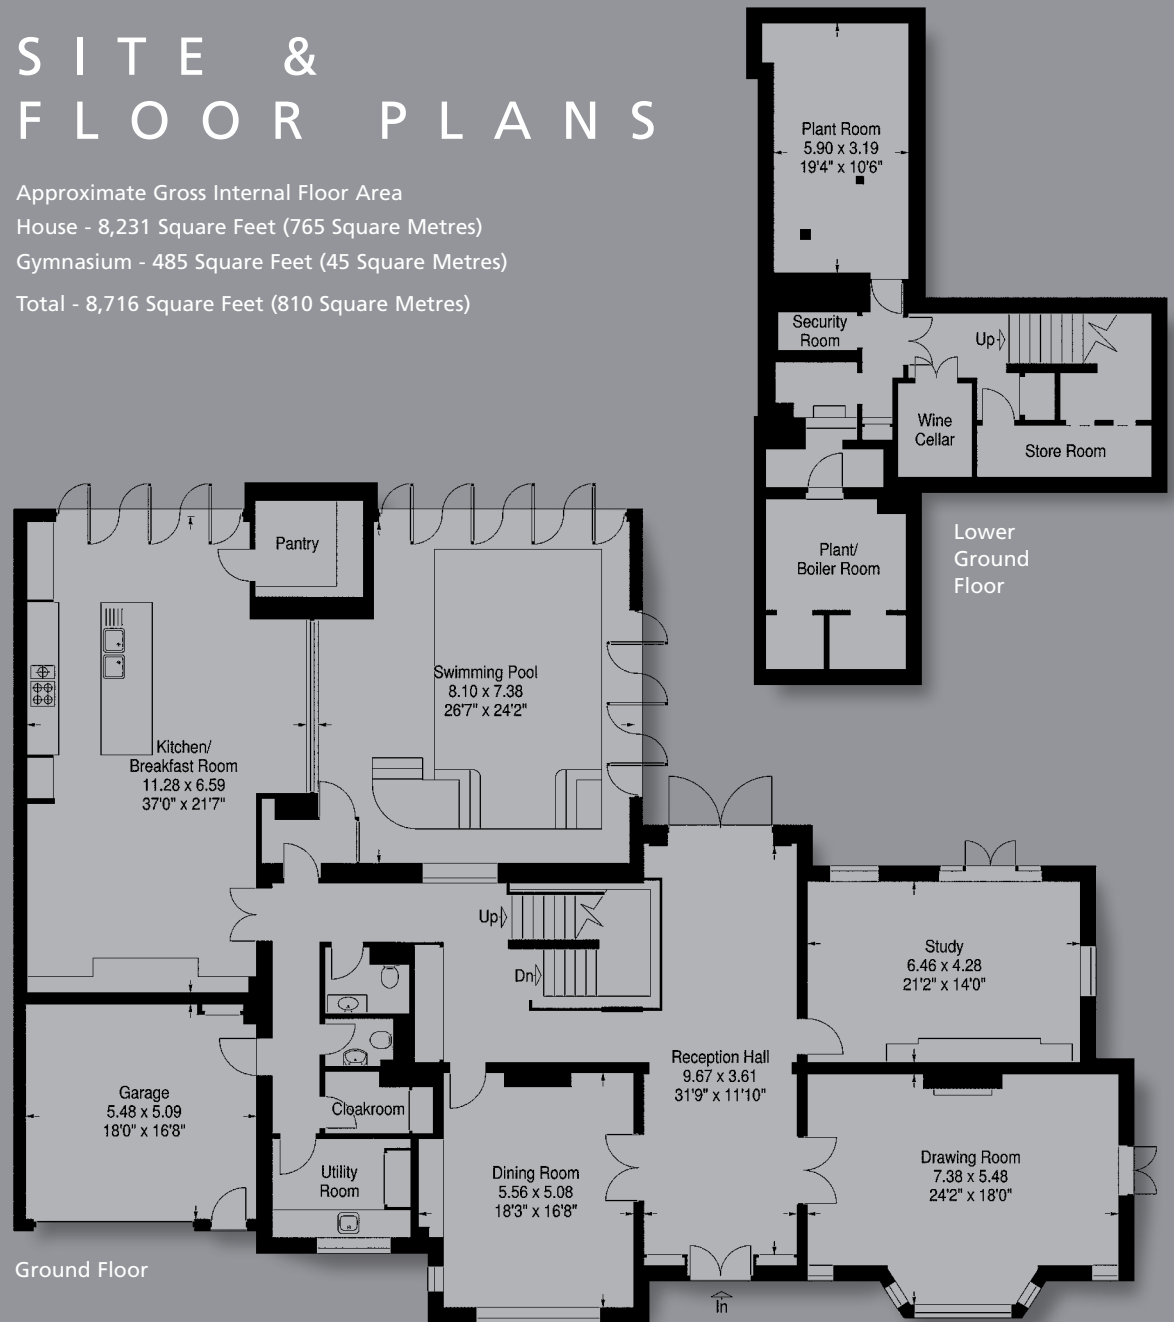 SITE &
FLOOR PLANS
Approximate Gross Internal Floor Area
House - 8,231 Square Feet (765 Square Metres)
Gymnasium - 485 Square Feet (45 Square Metres)
Total - 8,716 Square Feet (810 Square Metres)
Plant Room
5.90 x 3.19
19'4" x 10'6"
Security
Room
Up
Wine
Cellar
Store Room
Plant/
Boiler Room
Lower
Ground
Floor
Pantry
Swimming Pool
8.10 x 7.38
26'7" x 24'2"
Kitchen/
Breakfast Room
11.28 x 6.59
37'0" x 21'7"
Up
Dn
Study
6.46 x 4.28
21'2" x 14'0"
Reception Hall
9.67 x 3.61
31'9" x 11'10"
Garage
5.48 x 5.09
18'0" x 16'8"
Cloakroom
Utility
Room
Dining Room
5.56 x 5.08
18'3" x 16'8"
Drawing Room
7.38 x 5.48
24'2" x 18'0"
Ground Floor
In